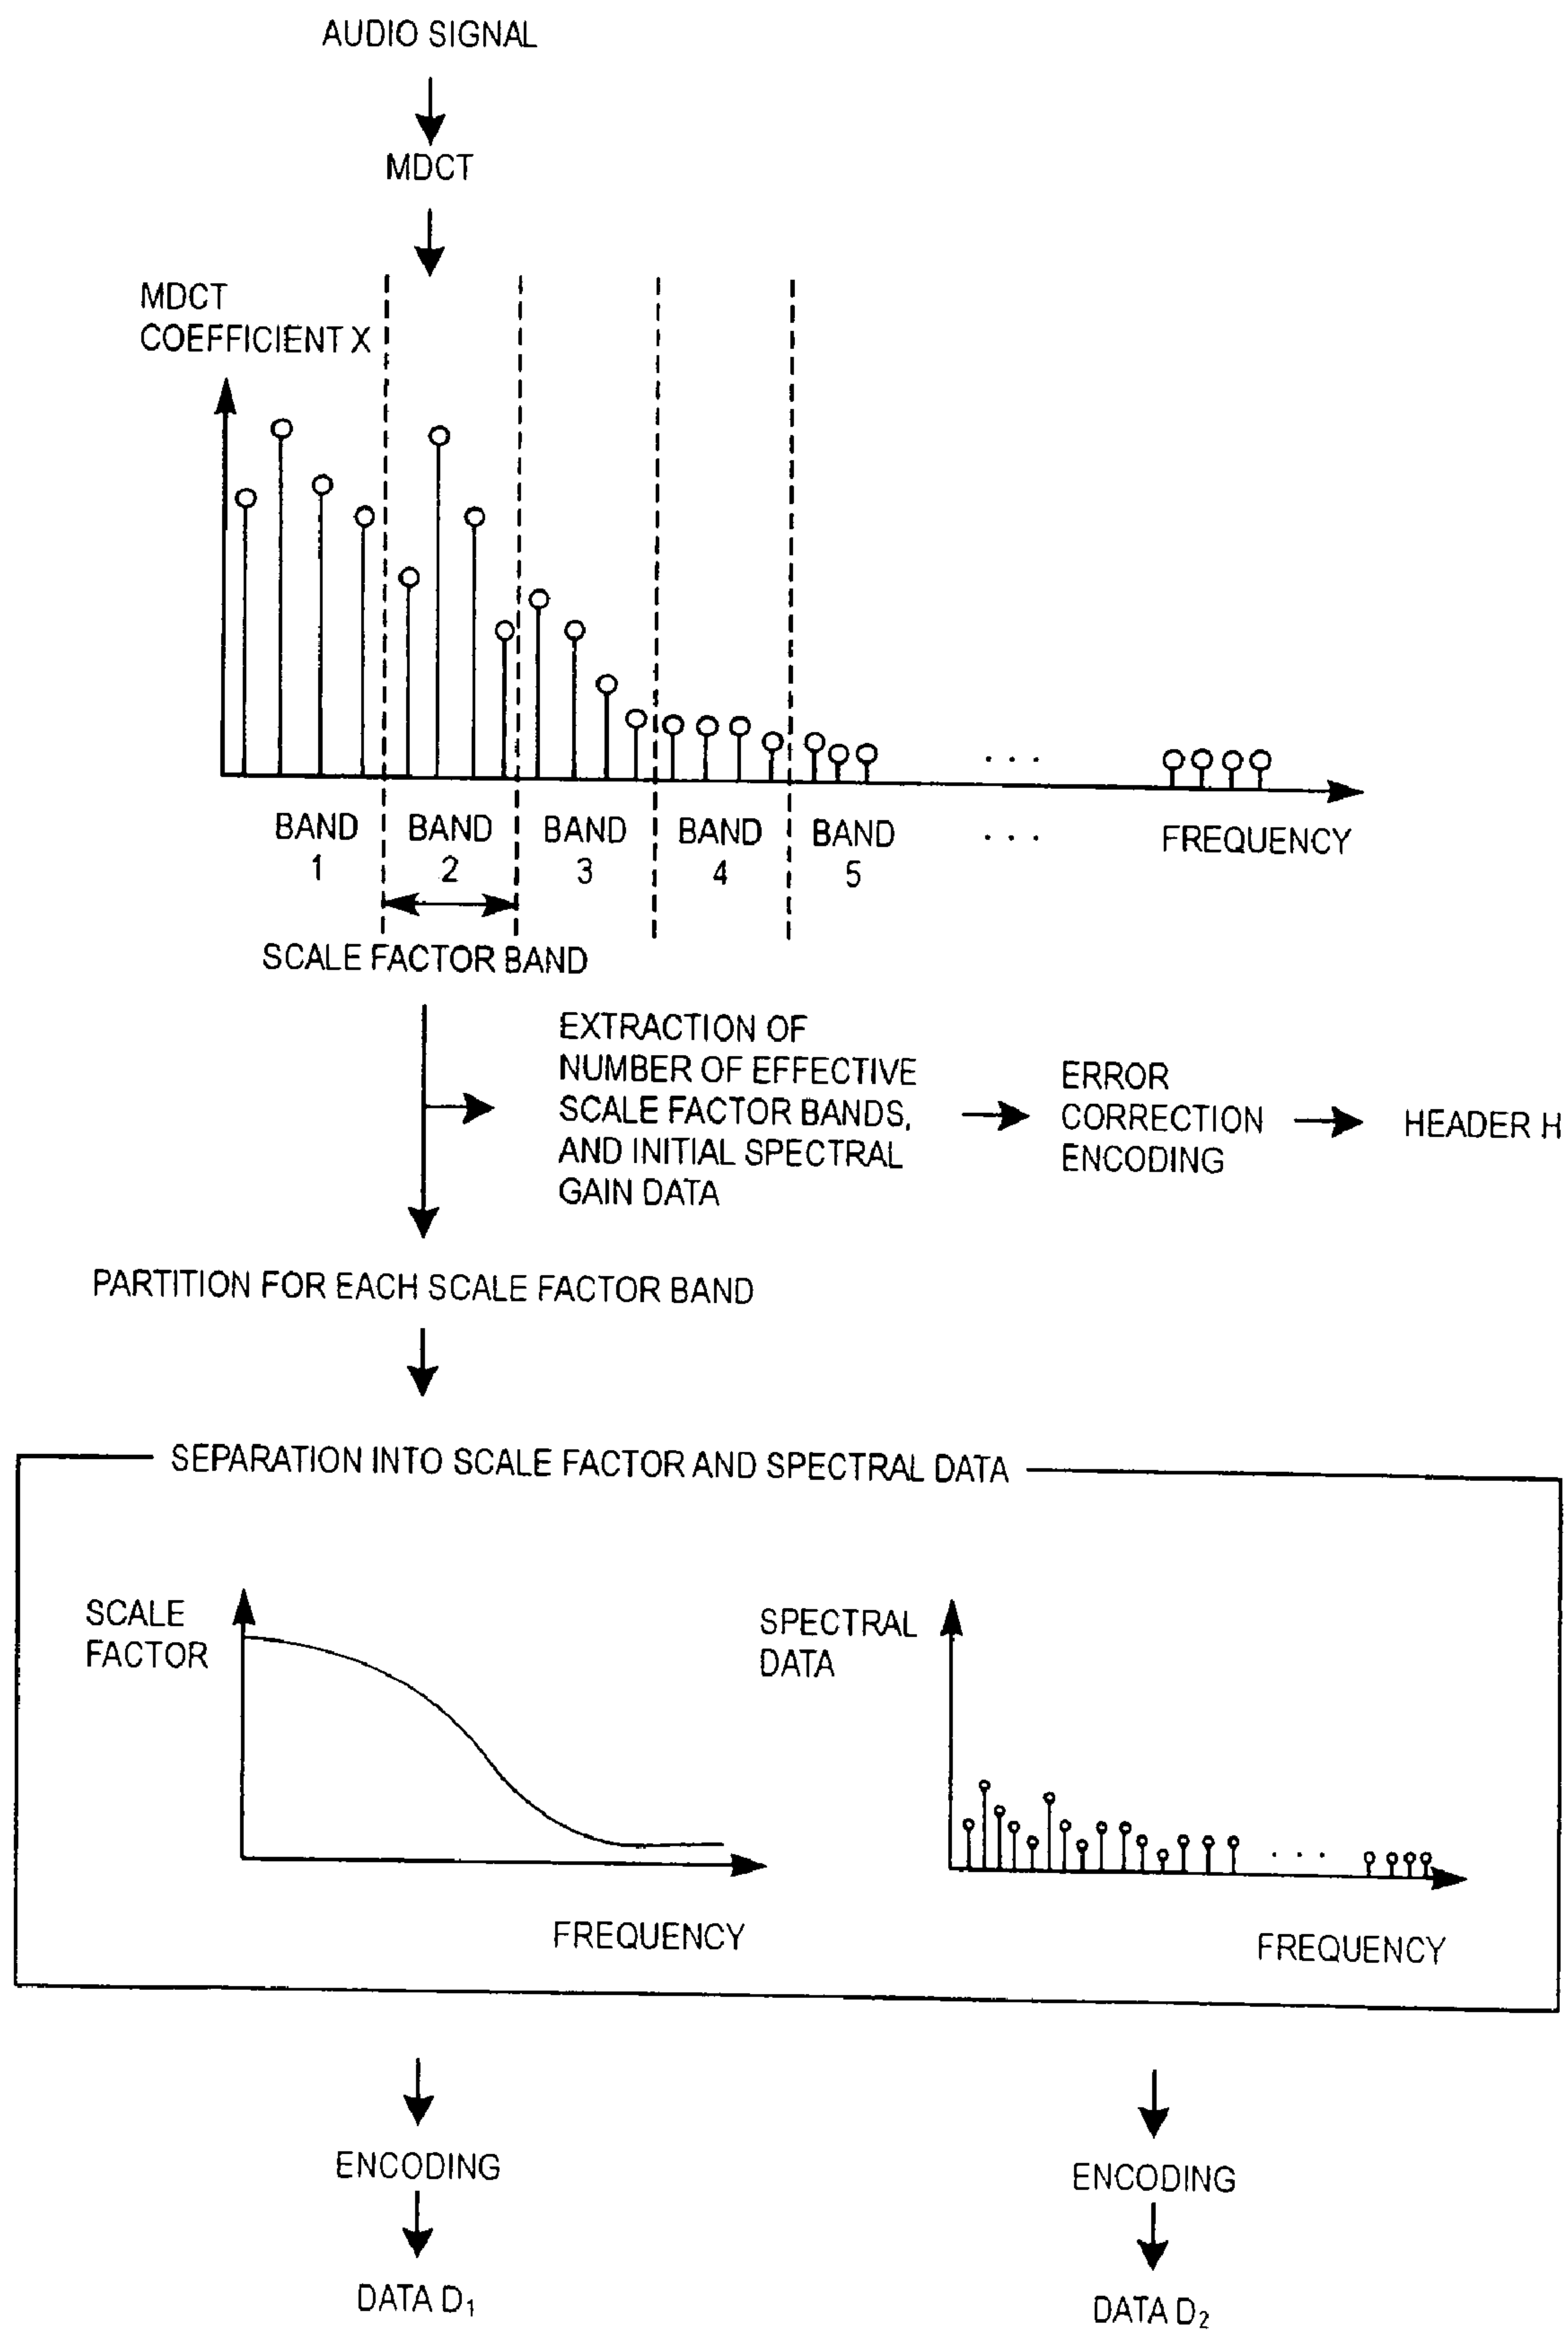 AUDIO SIGNAL
MDCT
MDCT
COEFFICIENT X
BAND
1
BAND
2
BAND
3
BAND
4
BAND
5
. . .
. . .
FREQUENCY
SCALE FACTOR BAND
EXTRACTION OF
NUMBER OF EFFECTIVE
SCALE FACTOR BANDS,
AND INITIAL SPECTRAL
GAIN DATA
ERROR
CORRECTION
ENCODING
HEADER H
PARTITION FOR EACH SCALE FACTOR BAND
SEPARATION INTO SCALE FACTOR AND SPECTRAL DATA
SCALE
FACTOR
FREQUENCY
SPECTRAL
DATA
. . .
FREQUENCY
ENCODING
DATA D₁
ENCODING
DATA D₂